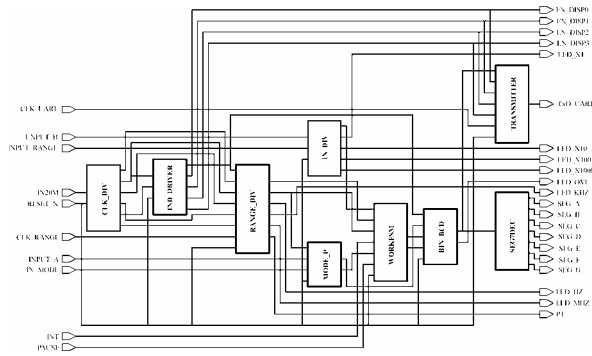 EN_DISP0
EN_DISP1
EN_DISP2
EN_DISP3
LED_X1
CLK_UART
TRANSMITTER
TxD_UART
INPUT_B
INPUT_RANGE
IN_DIV
LED_X10
LED_X100
LED_X1000
CLK_DIV
IND_DRIVER
RANGE_DIV
IN20M
RESET_N
LED_OVF
LED_KHZ
SEG_A
SEG_B
SEG_C
SEG_D
SEG_E
SEG_F
SEG_G
WORKFSM
BIN_BCD
SEG7DEC
CLK_RANGE
MODE_P
INPUT_A
IN_MODE
LED_HZ
LED_MHZ
P1
INT
PAUSE